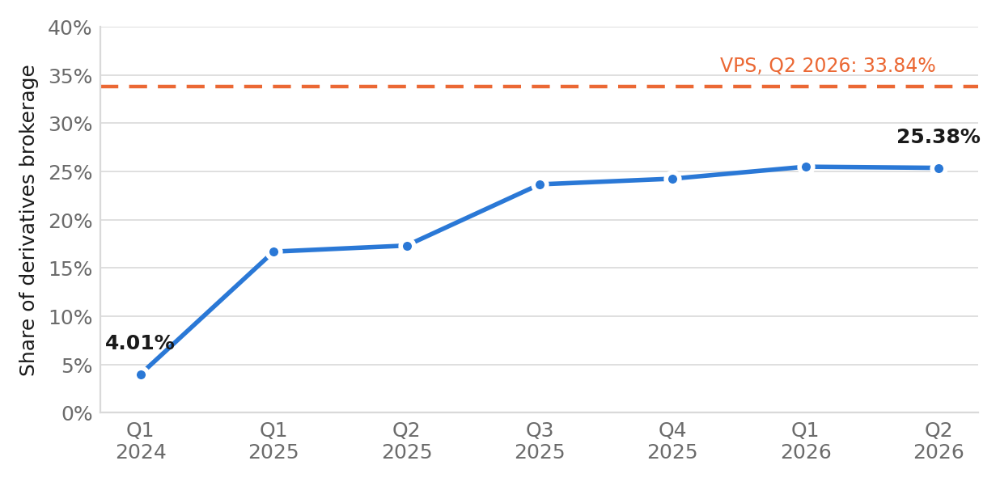 Share of derivatives brokerage
40%
35%
30%
25%
20%
15%
10%
5%
0%
VPS, Q2 2026: 33.84%
25.38%
4.01%
Q1 2024
Q1 2025
Q2 2025
Q3 2025
Q4 2025
Q1 2026
Q2 2026